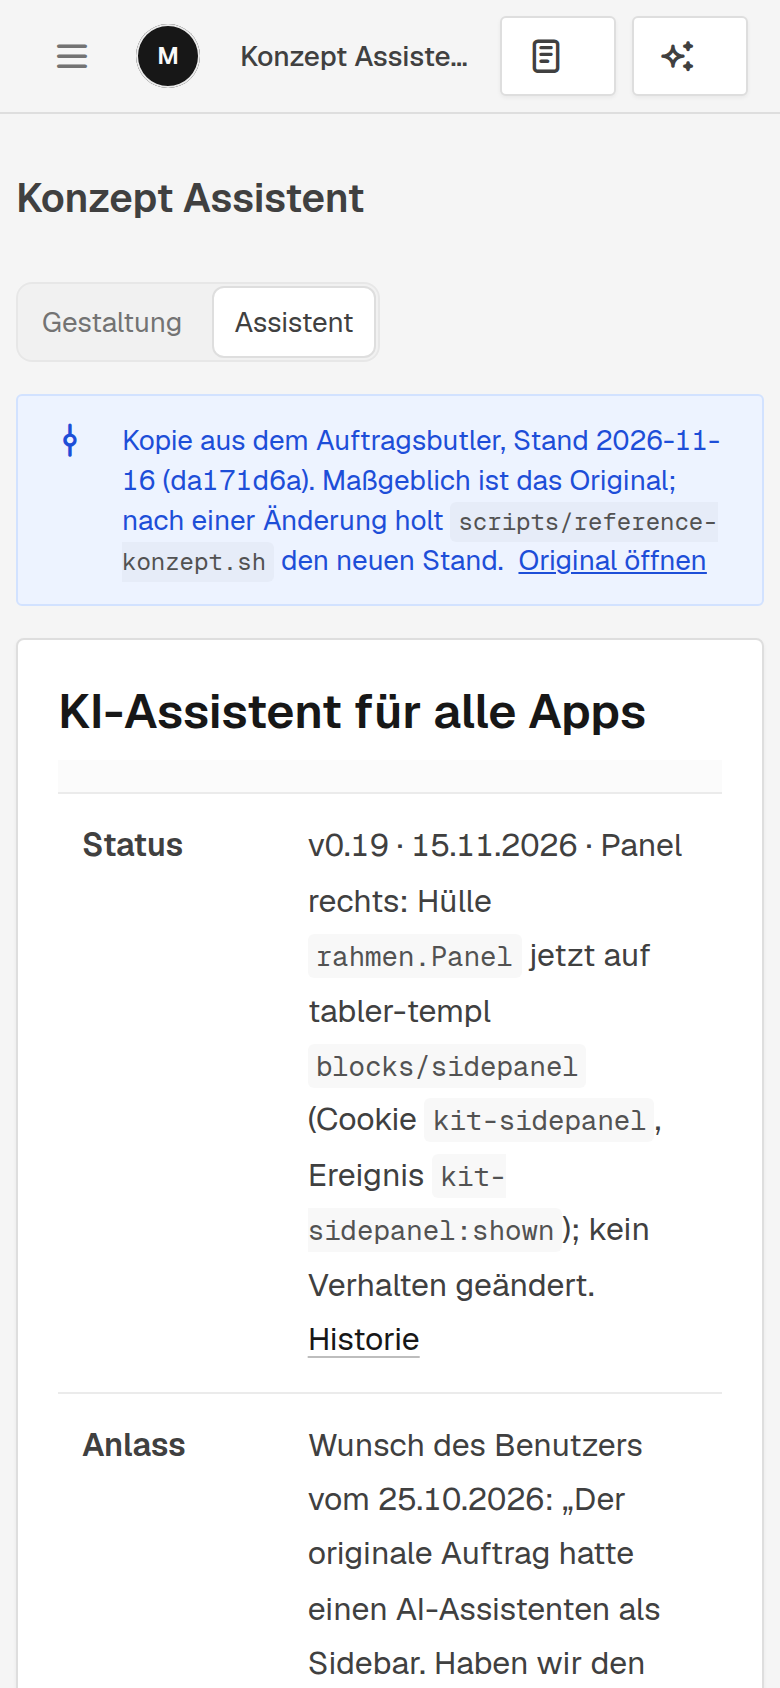 M
Konzept Assiste...
Konzept Assistent
Gestaltung
Assistent
Kopie aus dem Auftragsbutler, Stand 2026-11-
16 (da171d6a). Maßgeblich ist das Original;
nach einer Änderung holt scripts/reference-
konzept.sh den neuen Stand. Original öffnen
KI-Assistent für alle Apps
Status
v0.19 · 15.11.2026 · Panel
rechts: Hülle
rahmen.Panel jetzt auf
tabler-templ
blocks/sidepanel
(Cookie kit-sidepanel,
Ereignis kit-
sidepanel:shown); kein
Verhalten geändert.
Historie
Anlass
Wunsch des Benutzers
vom 25.10.2026: „Der
originale Auftrag hatte
einen AI-Assistenten als
Sidebar. Haben wir den